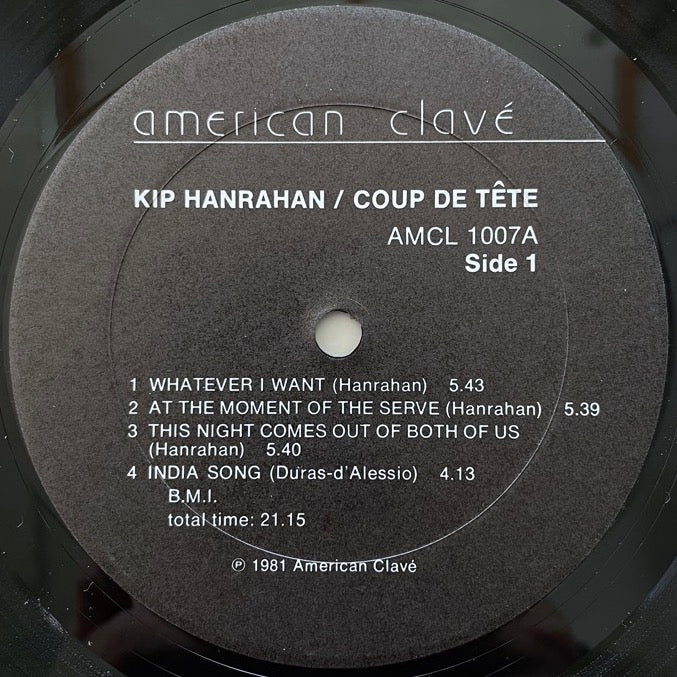 american clavé
KIP HANRAHAN / COUP DE TÊTE
AMCL 1007A
Side 1
1 WHATEVER I WANT (Hanrahan) 5.43
2 AT THE MOMENT OF THE SERVE (Hanrahan) 5.39
3 THIS NIGHT COMES OUT OF BOTH OF US
(Hanrahan) 5.40
4 INDIA SONG (Duras-d'Alessio) 4.13
B.M.I.
total time: 21.15
℗ 1981 American Clavé